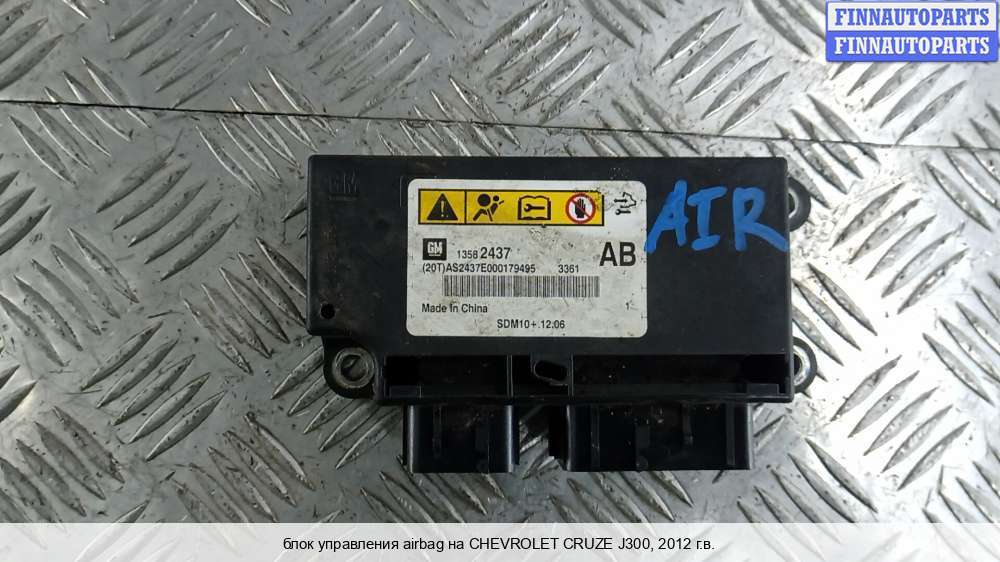 FINNAUTOPARTS
FINNAUTOPARTS
GM
AIR
GM 13582437 AB
(20T)AS2437E000179495 3361
Made in China 1
SDM10+.12:06
блок управления airbag на CHEVROLET CRUZE J300, 2012 г.в.